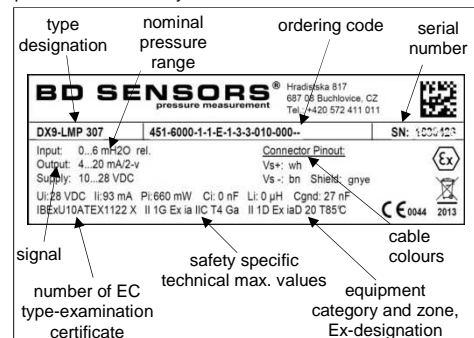 type designation
nominal pressure range
ordering code
serial number
BD SENSORS®
pressure measurement
Hradistska 817
687 08 Buchlovice, CZ
Tel.: +420 572 411 011
DX9-LMP 307
451-6000-1-1-E-1-3-3-010-000--
SN:
Input: 0...6 mH2O rel.
Output: 4...20 mA/2-v
Supply: 10...28 VDC
Connector Pinout:
Vs+: wh
Vs -: bn Shield: gnye
Ui:28 VDC Ii:93 mA Pi:660 mW Ci: 0 nF Li: 0 µH Cgnd: 27 nF
IBExU10ATEX1122 X II 1G Ex ia IIC T4 Ga II 1D Ex iaD 20 T85°C
Ex
CE 0044 2013
signal
number of EC type-examination certificate
safety specific technical max. values
cable colours
equipment category and zone, Ex-designation